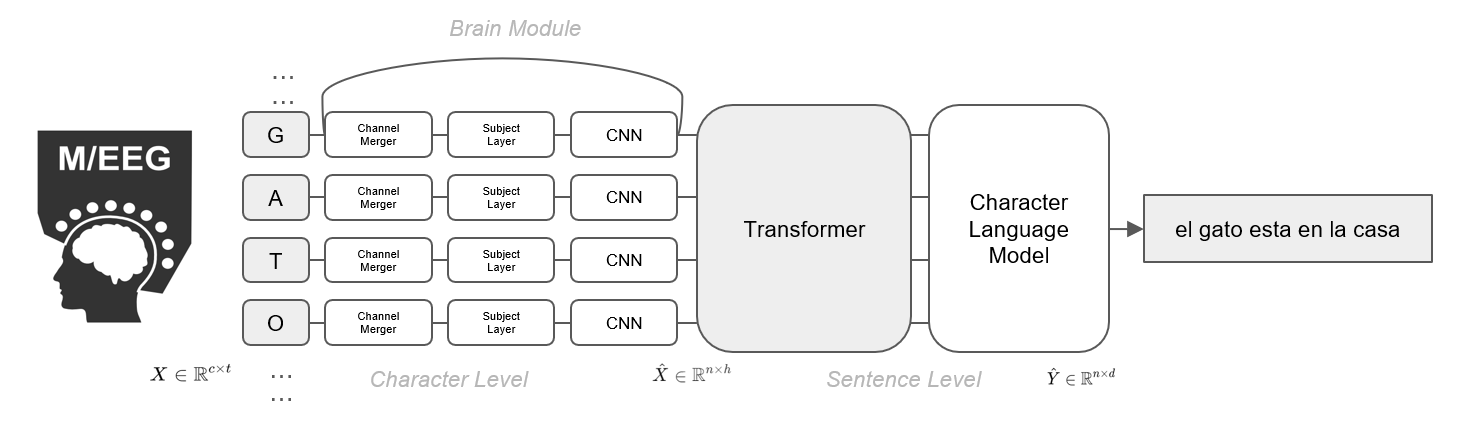 Brain Module
...
...
M/EEG
G
Channel
Merger
Subject
Layer
CNN
A
Channel
Merger
Subject
Layer
CNN
T
Channel
Merger
Subject
Layer
CNN
O
Channel
Merger
Subject
Layer
CNN
Transformer
Character
Language
Model
el gato esta en la casa
X ∈ ℝ^{c×t}
...
...
Character Level
X̂ ∈ ℝ^{n×h}
Sentence Level
Ŷ ∈ ℝ^{n×d}